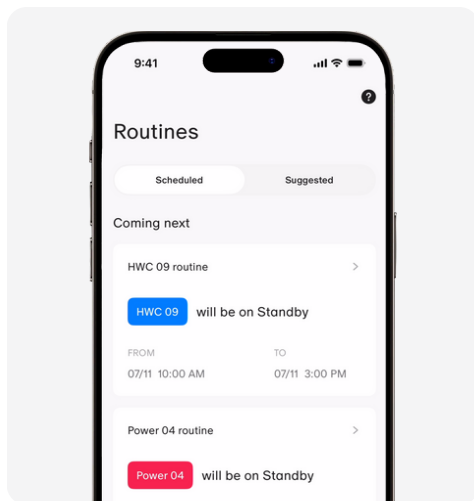 9:41
?
Routines
Scheduled Suggested
Coming next
HWC 09 routine
HWC 09 will be on Standby
FROM TO
07/11 10:00 AM 07/11 3:00 PM
Power 04 routine
Power 04 will be on Standby